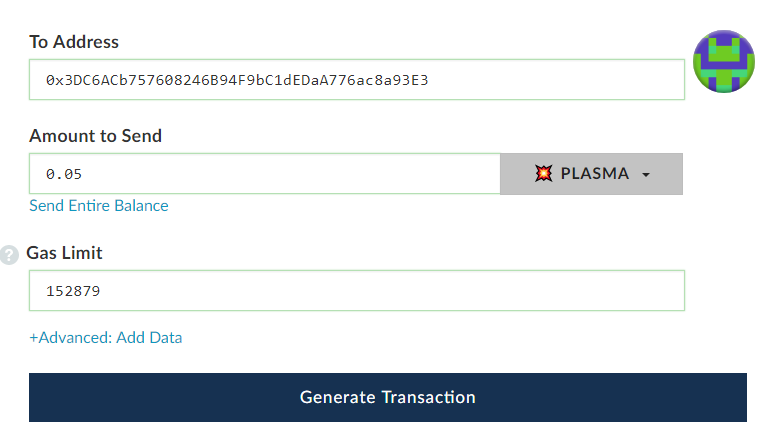 To Address
0x3DC6ACb757608246B94F9bC1dEDaA776ac8a93E3
Amount to Send
0.05
PLASMA
Send Entire Balance
? Gas Limit
152879
+Advanced: Add Data
Generate Transaction